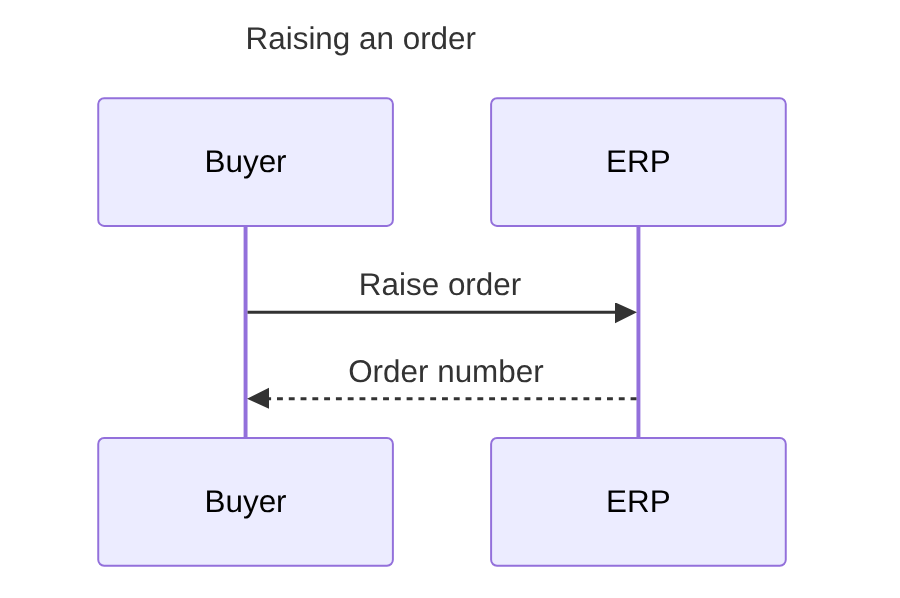 Raising an order
Buyer
ERP
Raise order
Order number
Buyer
ERP